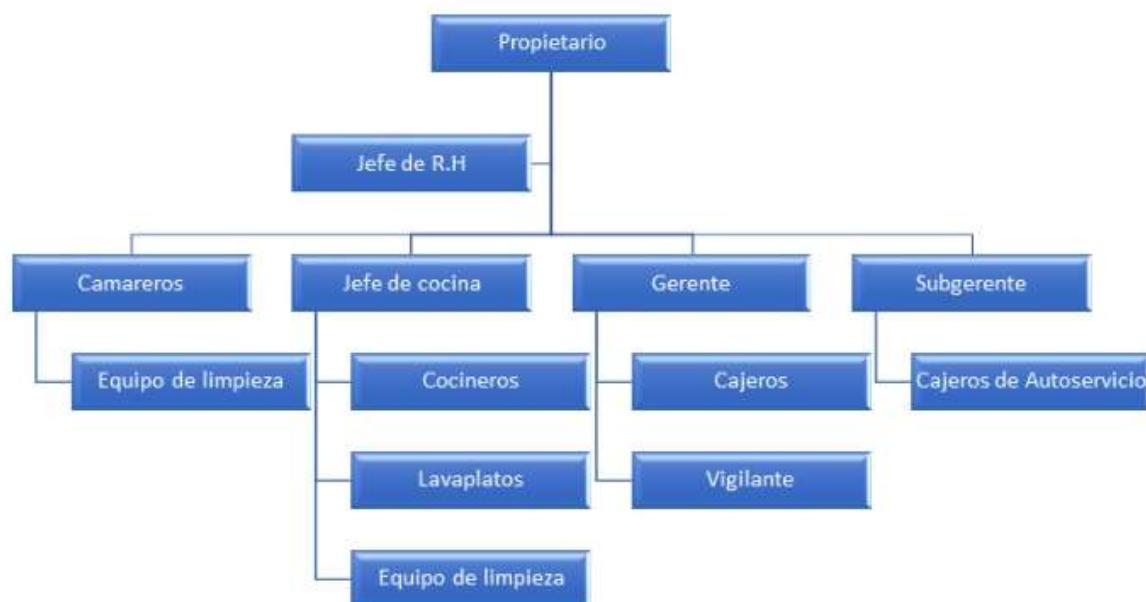 Propietario
Jefe de R.H
Camareros
Jefe de cocina
Gerente
Subgerente
Equipo de limpieza
Cocineros
Cajeros
Cajeros de Autoservicio
Lavaplatos
Vigilante
Equipo de limpieza